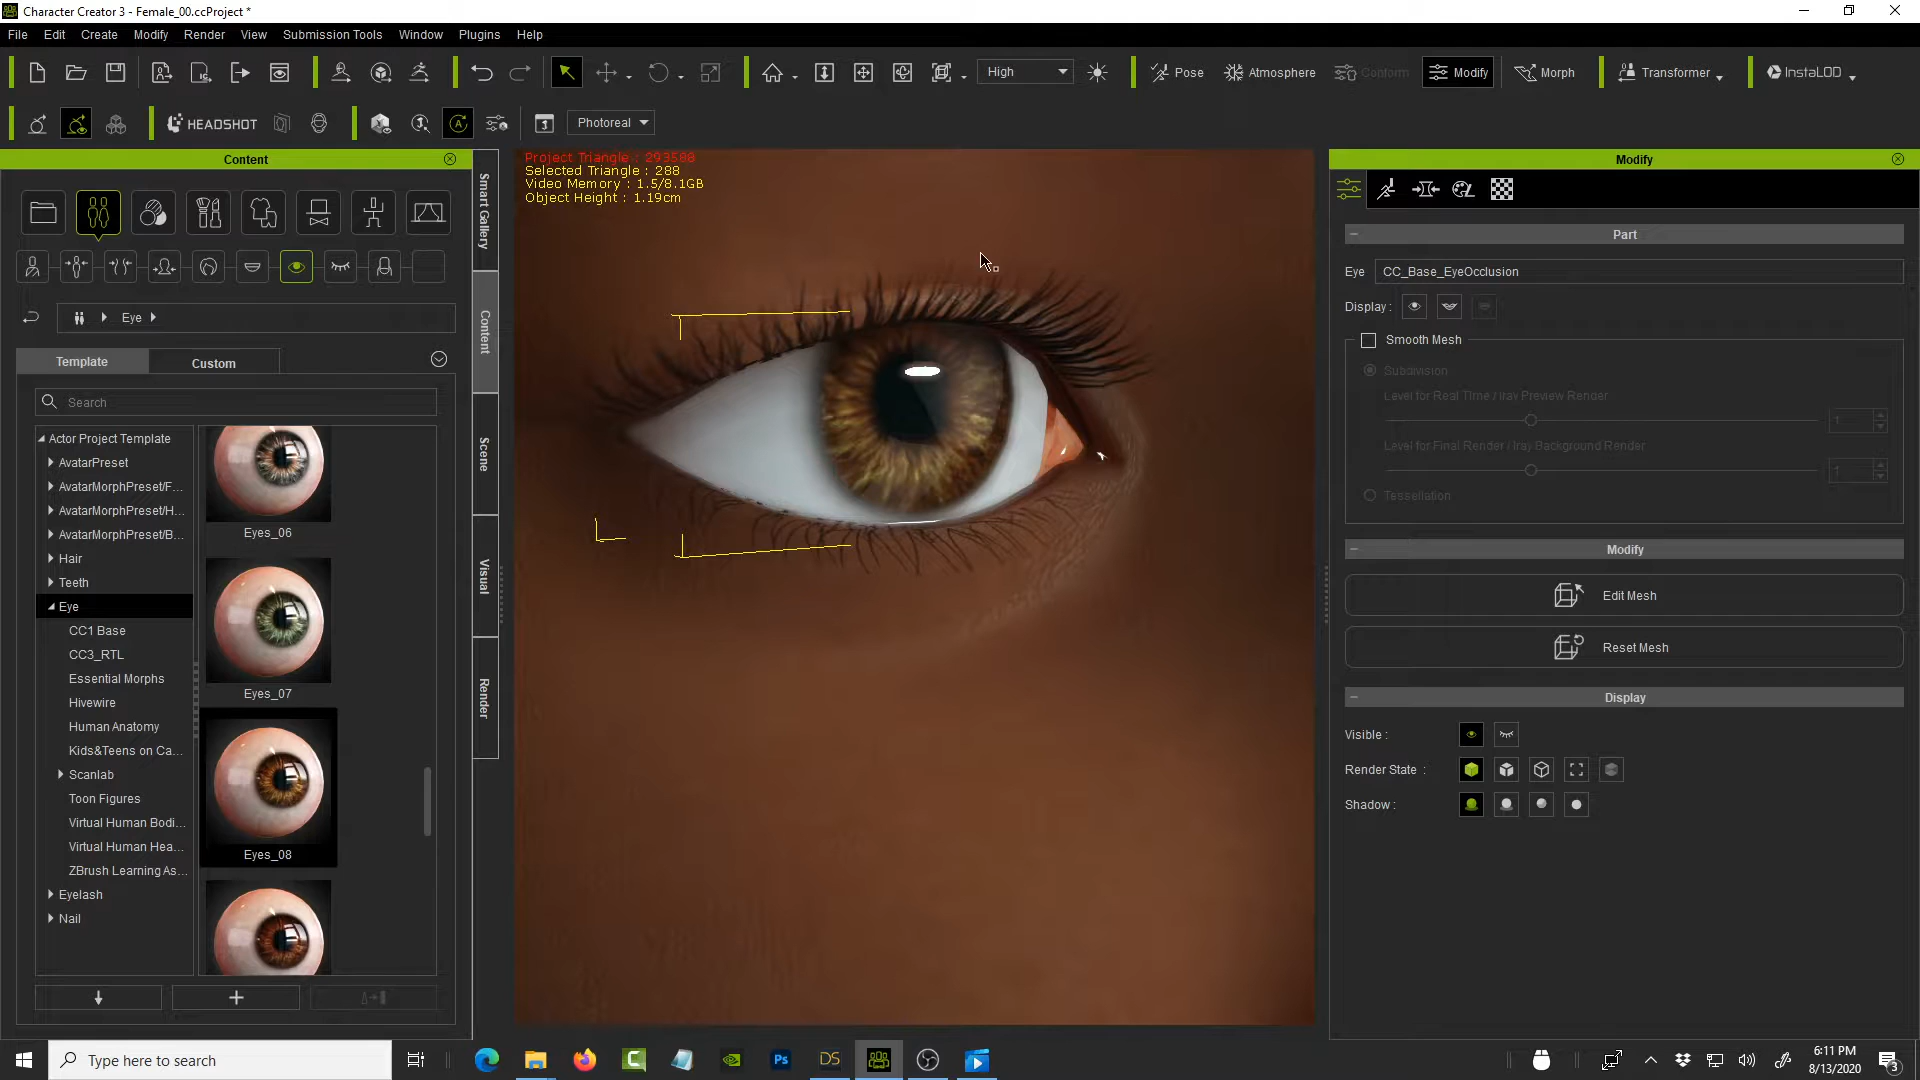 Character Creator 3 - Female_00.ccProject *
File Edit Create Modify Render View Submission Tools Window Plugins Help
High
Pose Atmosphere Conform Modify Morph Transformer InstaLOD
HEADSHOT Photoreal
Content
Project Triangle : 293588
Selected Triangle : 288
Video Memory : 1.5/8.1GB
Object Height : 1.19cm
Eye
Template Custom
Search
Actor Project Template
AvatarPreset
AvatarMorphPreset/F...
AvatarMorphPreset/H...
AvatarMorphPreset/B...
Hair
Teeth
Eye
CC1 Base
CC3_RTL
Essential Morphs
Hivewire
Human Anatomy
Kids&Teens on Ca...
Scanlab
Toon Figures
Virtual Human Bodi...
Virtual Human Hea...
ZBrush Learning As...
Eyelash
Nail
Eyes_06
Eyes_07
Eyes_08
Smart Gallery
Content
Scene
Visual
Render
Modify
Part
Eye CC_Base_EyeOcclusion
Display :
Smooth Mesh
Subdivision
Level for Real Time / Iray Preview Render
1
Level for Final Render / Iray Background Render
1
Tessellation
Modify
Edit Mesh
Reset Mesh
Display
Visible :
Render State :
Shadow :
Type here to search
Ps
DS
6:11 PM
8/13/2020
3